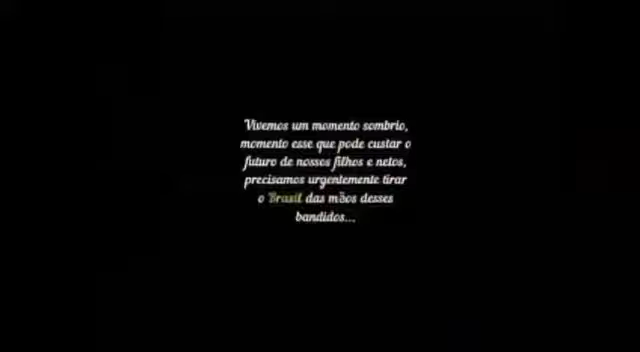 Vivemos um momento sombrio,
momento esse que pode custar o
futuro de nossos filhos e netos,
precisamos urgentemente tirar
o Brasil das mãos desses
bandidos...